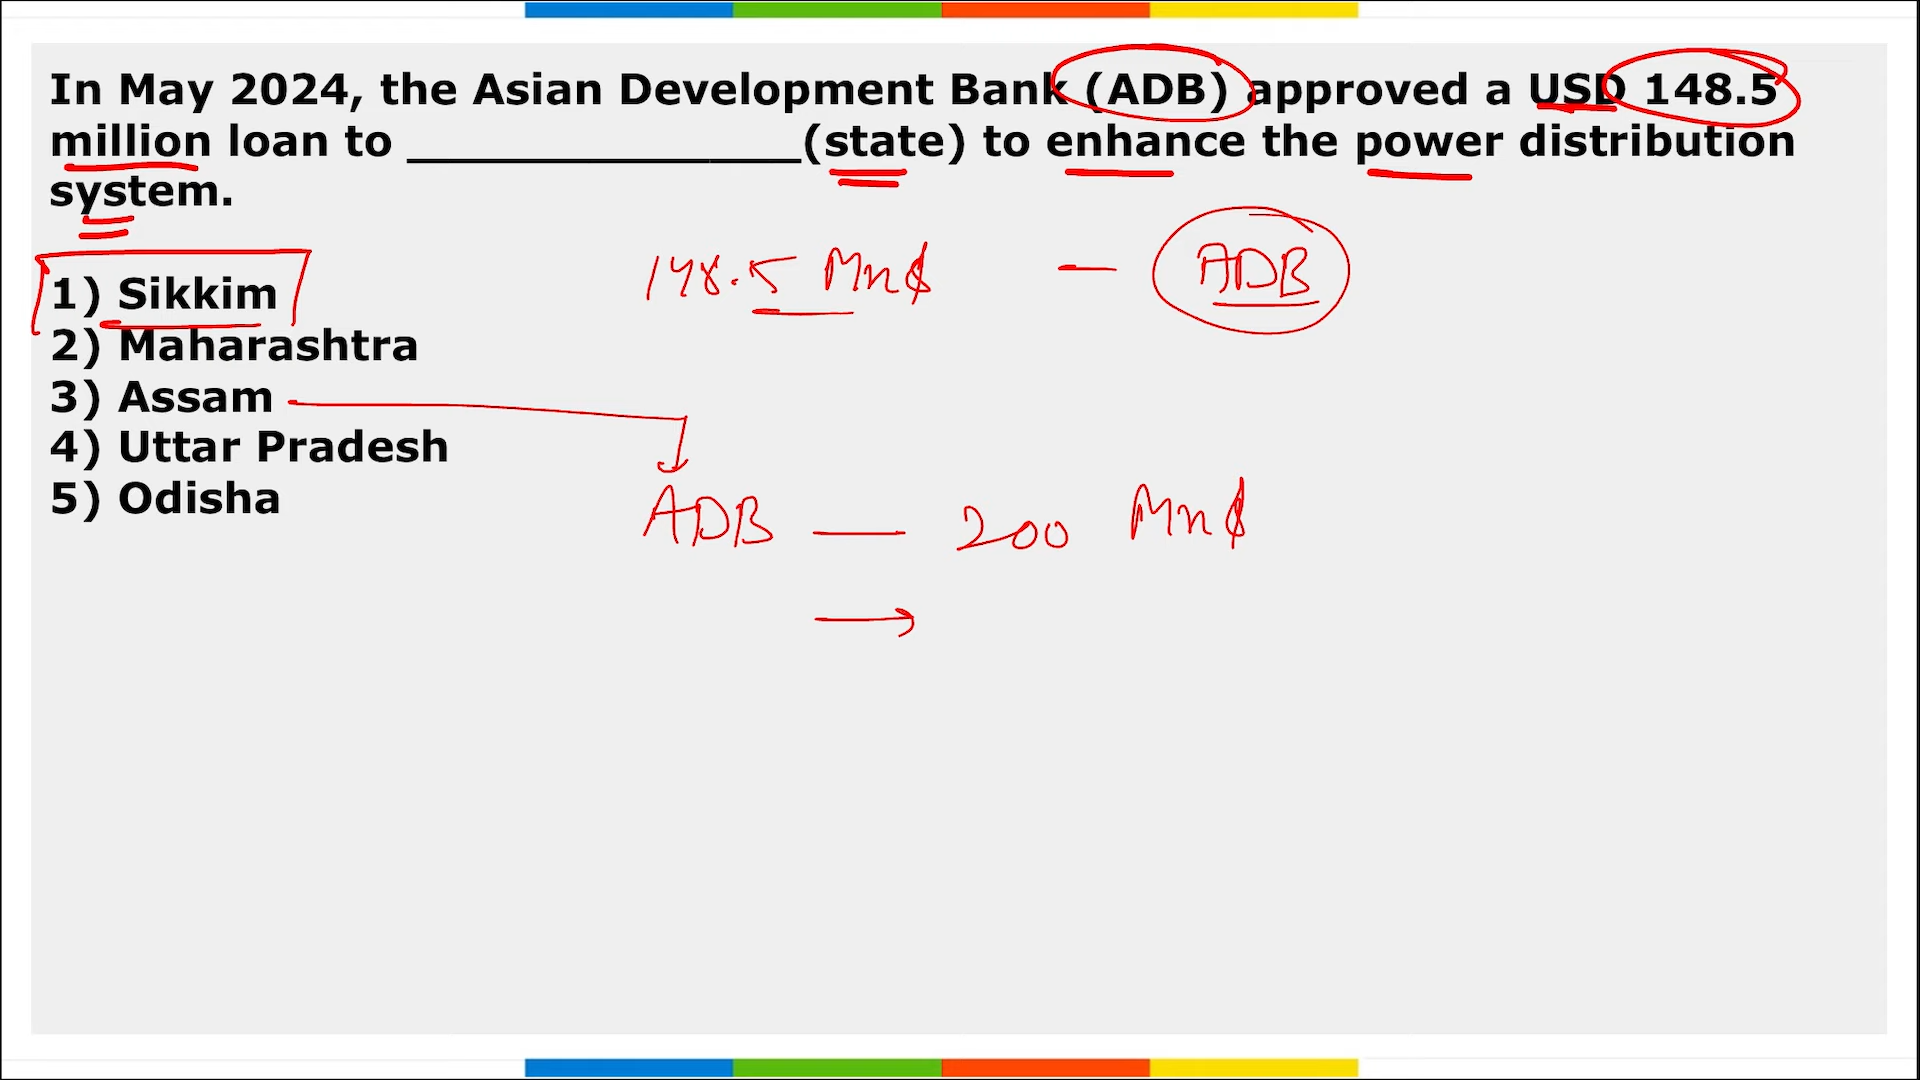 In May 2024, the Asian Development Bank (ADB) approved a USD 148.5
million loan to _______________(state) to enhance the power distribution
system.
148.5 Mn$ — ADB
1) Sikkim
2) Maharashtra
3) Assam
4) Uttar Pradesh
5) Odisha
ADB — 200 Mn$